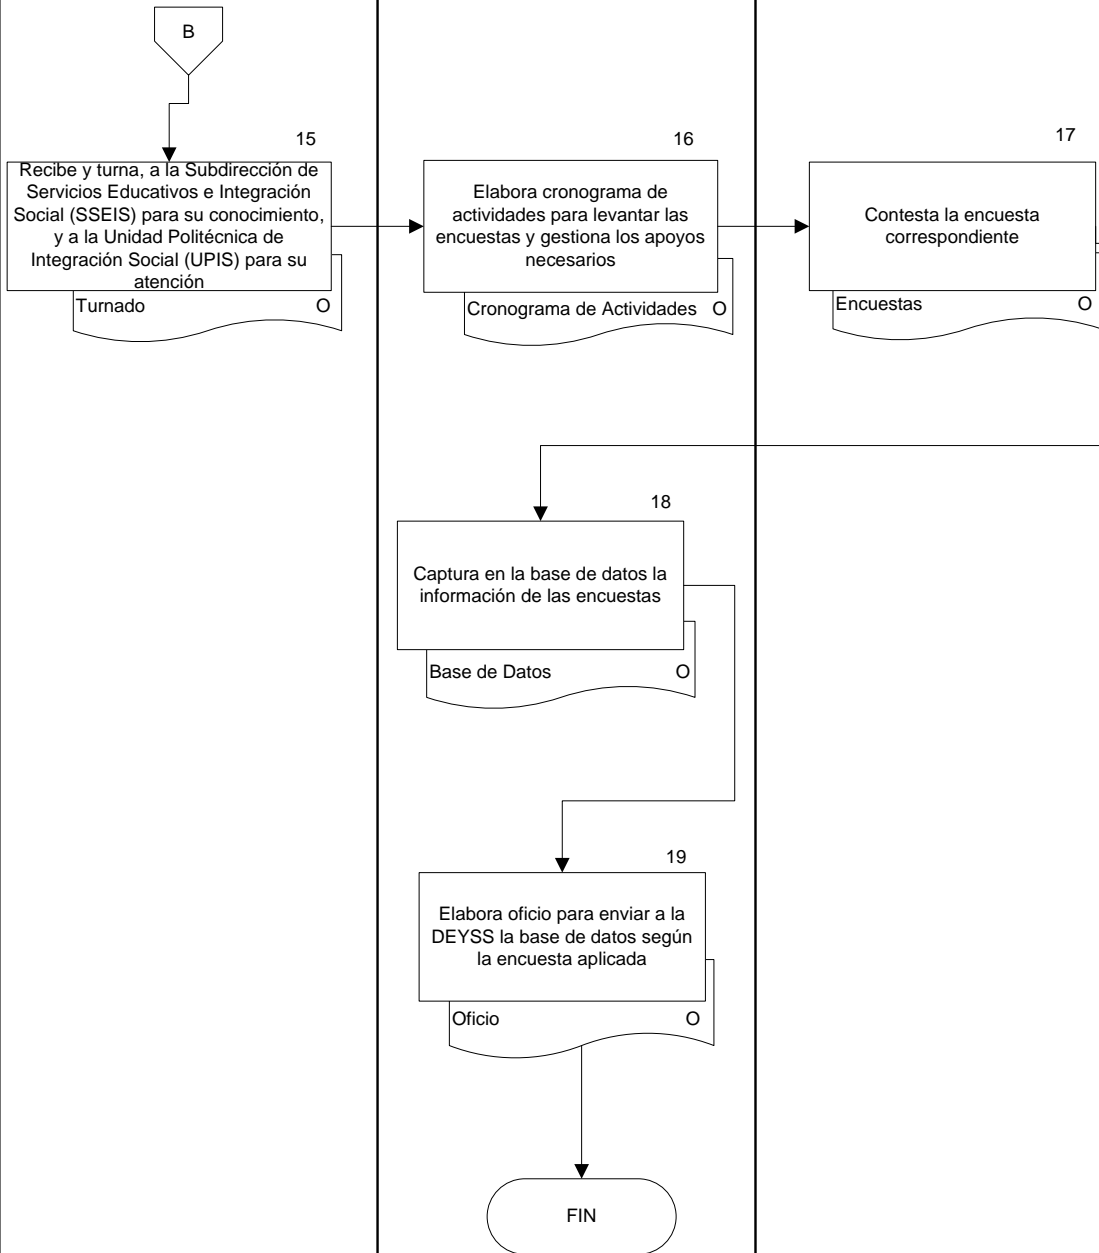 B
15
Recibe y turna, a la Subdirección de
Servicios Educativos e Integración
Social (SSEIS) para su conocimiento,
y a la Unidad Politécnica de
Integración Social (UPIS) para su
atención
Turnado O
16
Elabora cronograma de
actividades para levantar las
encuestas y gestiona los apoyos
necesarios
Cronograma de Actividades O
17
Contesta la encuesta
correspondiente
Encuestas O
18
Captura en la base de datos la
información de las encuestas
Base de Datos O
19
Elabora oficio para enviar a la
DEYSS la base de datos según
la encuesta aplicada
Oficio O
FIN